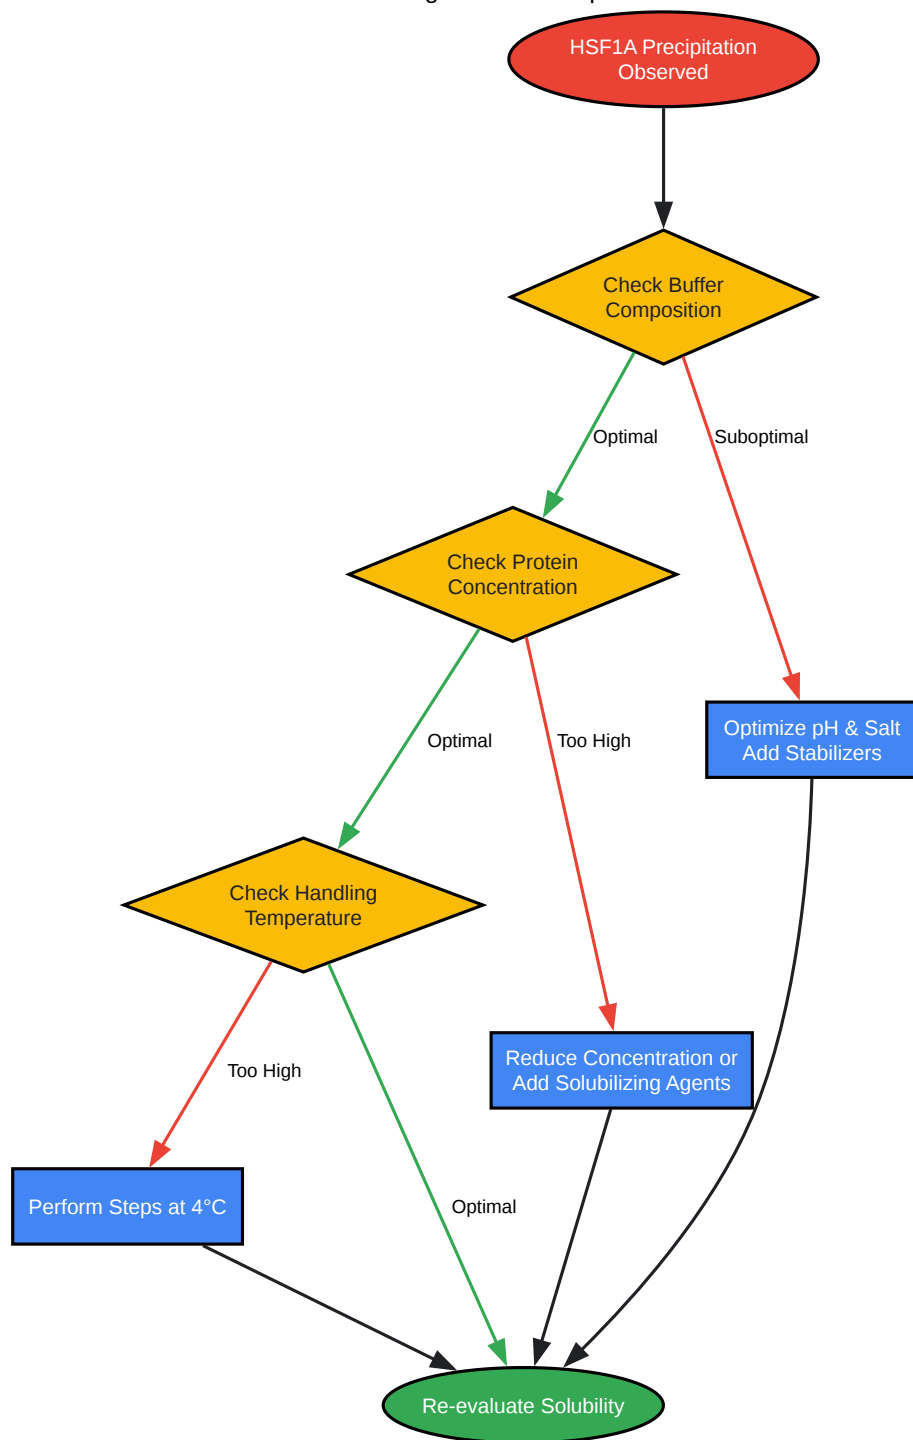 HSF1A Precipitation
Observed
Check Buffer
Composition
Optimal
Suboptimal
Check Protein
Concentration
Optimal
Too High
Optimize pH & Salt
Add Stabilizers
Check Handling
Temperature
Too High
Reduce Concentration or
Add Solubilizing Agents
Perform Steps at 4°C
Optimal
Re-evaluate Solubility